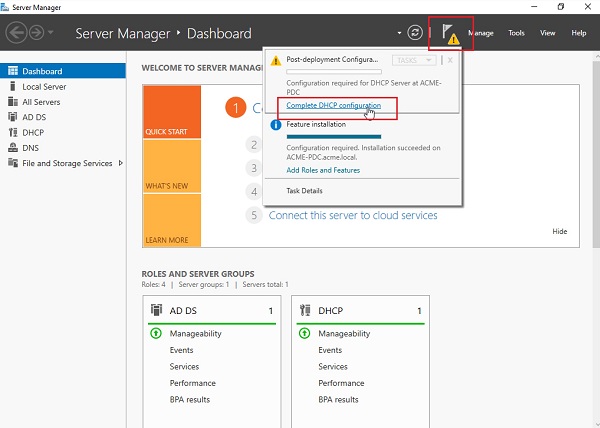 Server Manager
Server Manager • Dashboard
Manage Tools View Help
Dashboard
Local Server
All Servers
AD DS
DHCP
DNS
File and Storage Services
WELCOME TO SERVER MANAG
QUICK START
WHAT'S NEW
LEARN MORE
1 Co
2
3
4
5 Connect this server to cloud services
Hide
Post-deployment Configura...
TASKS
X
Configuration required for DHCP Server at ACME-
PDC
Complete DHCP configuration
Feature installation
Configuration required. Installation succeeded on
ACME-PDC.acme.local.
Add Roles and Features
Task Details
ROLES AND SERVER GROUPS
Roles: 4 | Server groups: 1 | Servers total: 1
AD DS 1
Manageability
Events
Services
Performance
BPA results
DHCP 1
Manageability
Events
Services
Performance
BPA results